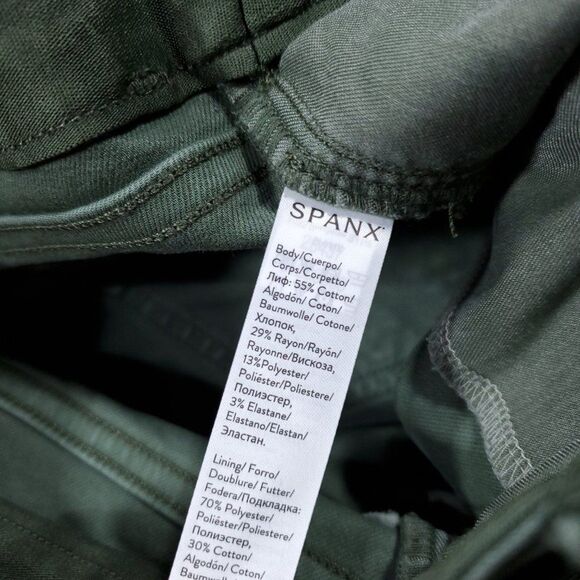 SPANX
Body/Cuerpo/
Corps/Corpetto/
Лиф: 55% Cotton/
Algodón/ Coton/
Baumwolle/ Cotone/
Хлопок,
29% Rayon/Rayón/
Rayonne/Вискоза,
13%Polyester/
Poliéster/Poliestere/
Полиэстер,
3% Elastane/
Elastano/Elastan/
Эластан.
Lining/ Forro/
Doublure/ Futter/
Fodera/Подкладка:
70% Polyester/
Poliéster/Poliestere/
Полиэстер,
30% Cotton/
Algodón/ Coton/
Baumwolle/